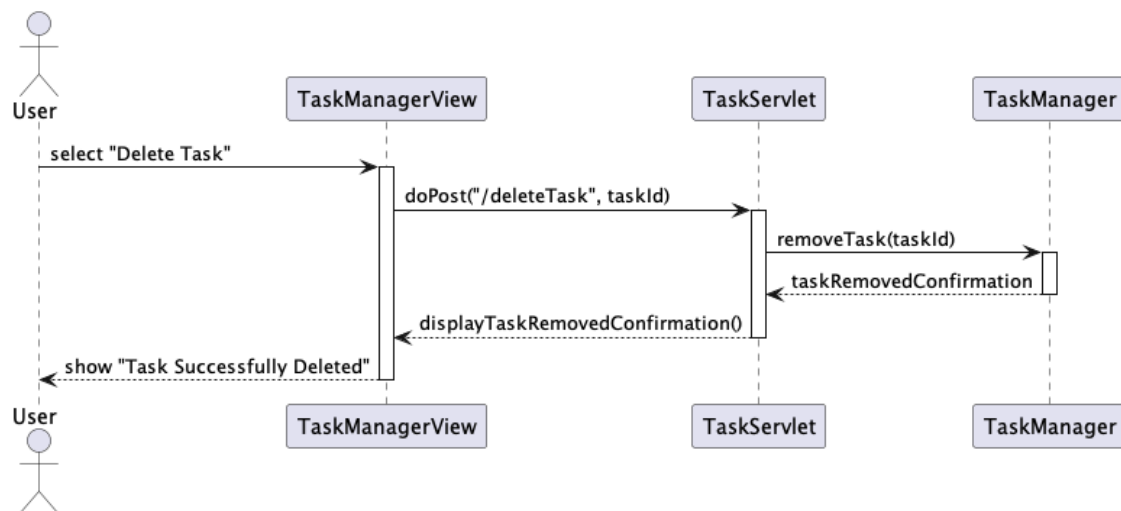 User
TaskManagerView
TaskServlet
TaskManager
select "Delete Task"
doPost("/deleteTask", taskId)
removeTask(taskId)
taskRemovedConfirmation
displayTaskRemovedConfirmation()
show "Task Successfully Deleted"
User
TaskManagerView
TaskServlet
TaskManager